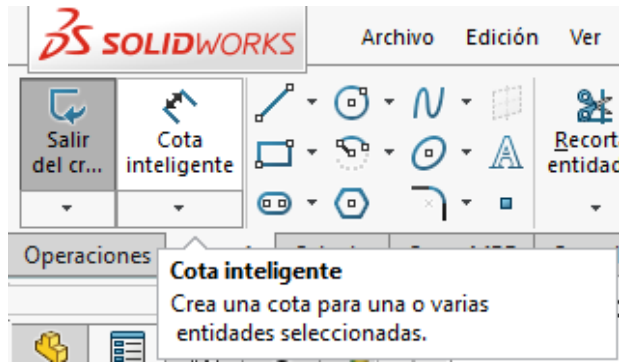 SOLIDWORKS
Archivo Edición Ver
Salir
del cr...
Cota
inteligente
A
Recorta
entidad
Operaciones
Cota inteligente
Crea una cota para una o varias
entidades seleccionadas.